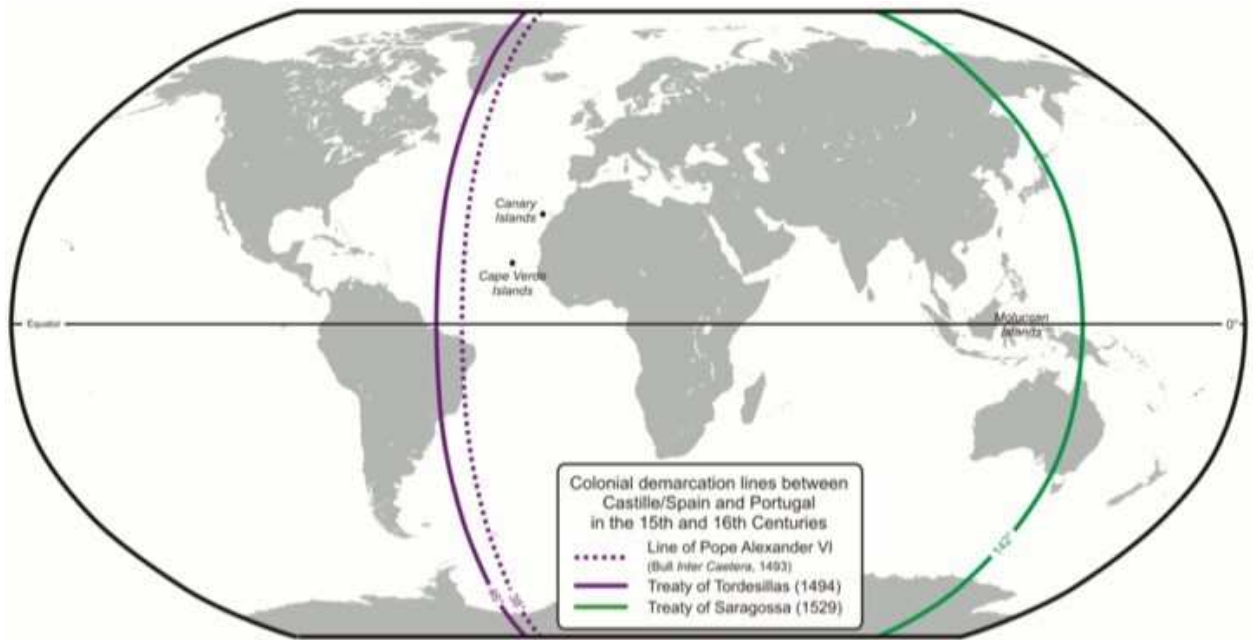 Canary
Islands
Cape Verde
Islands
Equator
Moluccan
Islands
0°
Colonial demarcation lines between
Castille/Spain and Portugal
in the 15th and 16th Centuries
Line of Pope Alexander VI
(Bull Inter Caetera, 1493)
Treaty of Tordesillas (1494)
Treaty of Saragossa (1529)
142°
38°